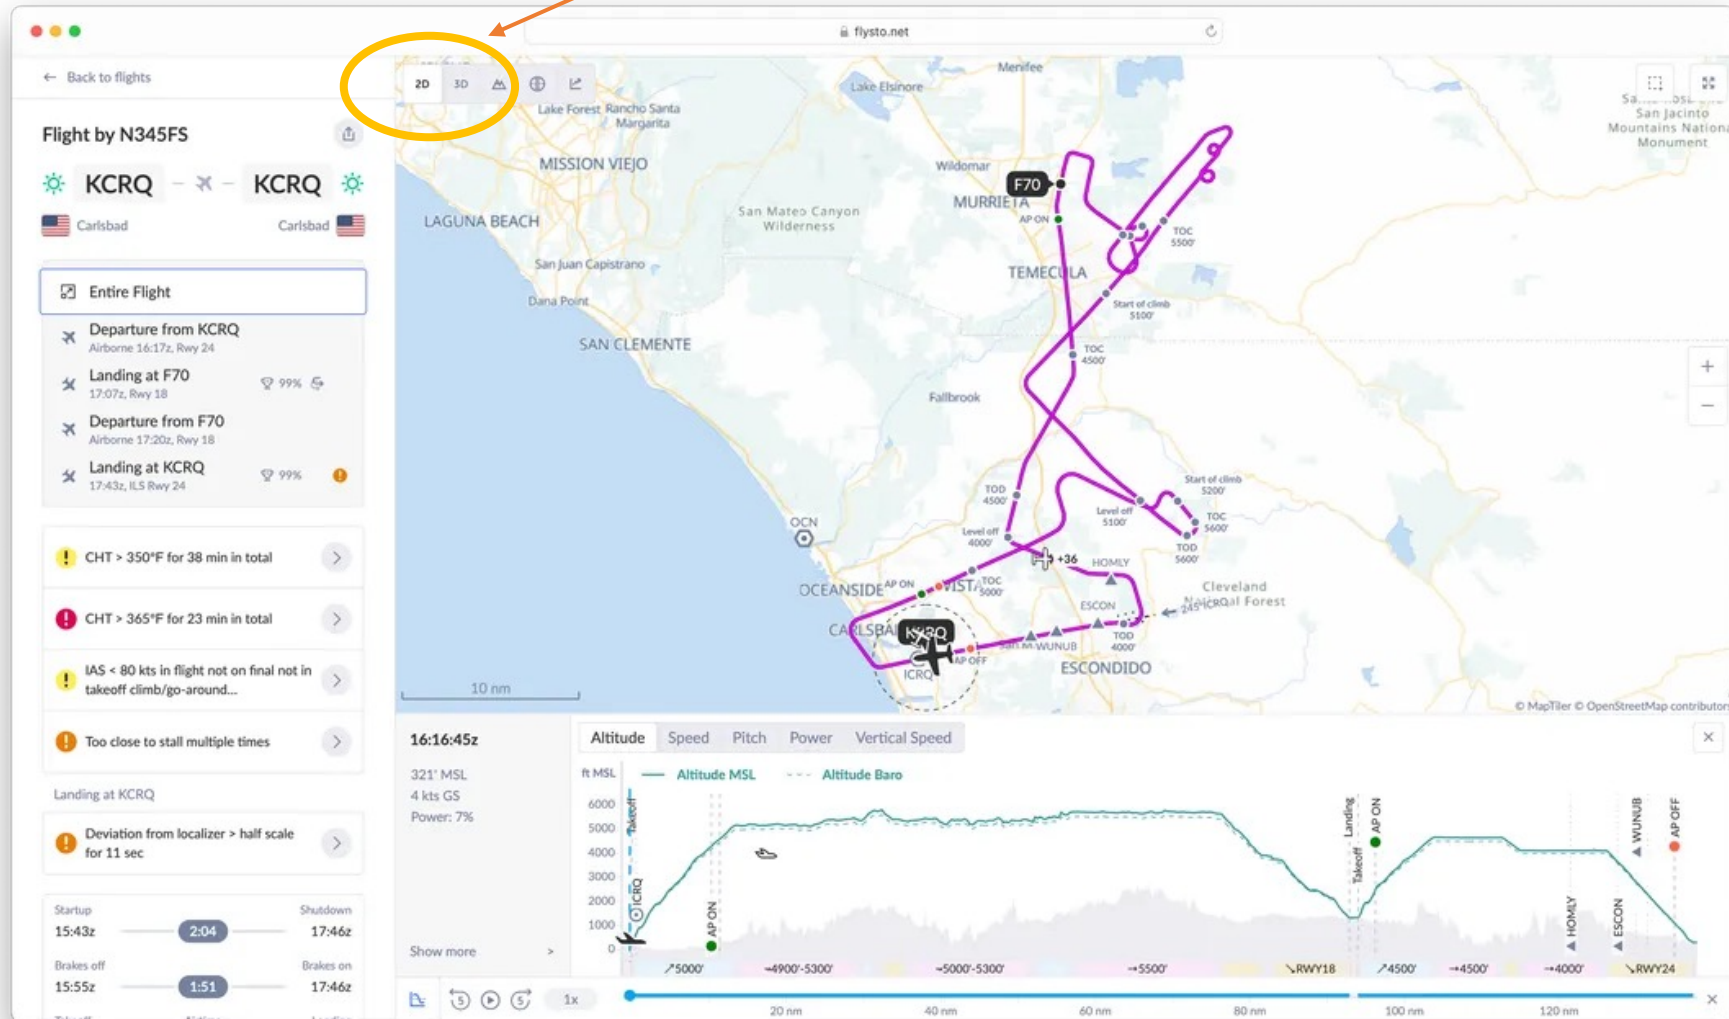 flysto.net
← Back to flights
Flight by N345FS
KCRQ
KCRQ
Carlsbad
Carlsbad
Entire Flight
Departure from KCRQ
Airborne 16:17z, Rwy 24
Landing at F70
99%
17:07z, Rwy 18
Departure from F70
Airborne 17:20z, Rwy 18
Landing at KCRQ
99%
17:43z, ILS Rwy 24
CHT > 350°F for 38 min in total
CHT > 365°F for 23 min in total
IAS < 80 kts in flight not on final not in
takeoff climb/go-around...
Too close to stall multiple times
Landing at KCRQ
Deviation from localizer > half scale
for 11 sec
Startup
Shutdown
15:43z
2:04
17:46z
Brakes off
Brakes on
15:55z
1:51
17:46z
2D
3D
Menifee
Lake Elsinore
Lake Forest
Rancho Santa
Margarita
San Jacinto
Mountains National
Monument
MISSION VIEJO
Wildomar
F70
MURRIETA
AP ON
LAGUNA BEACH
San Mateo Canyon
Wilderness
TOC
5500'
San Juan Capistrano
TEMECULA
Dana Point
Start of climb
5100'
SAN CLEMENTE
TOC
4500'
Fallbrook
TOD
4500'
Start of climb
5200'
Level off
5100'
TOC
5600'
OCN
Level off
4000'
TOD
5600'
+36
HOMLY
OCEANSIDE
AP ON
VISTA
TOC
5000'
Cleveland
National Forest
ESCON
CARLSBAD
KCRQ
TOD
4000'
AP OFF
WUNUB
ESCONDIDO
ICRQ
10 nm
© MapTiler © OpenStreetMap contributors
16:16:45z
321' MSL
4 kts GS
Power: 7%
Show more >
Altitude
Speed
Pitch
Power
Vertical Speed
ft MSL
Altitude MSL
Altitude Baro
6000
5000
4000
3000
2000
1000
0
Takeoff
ICRQ
AP ON
Landing
Takeoff
AP ON
HOMLY
ESCON
WUNUB
AP OFF
↗5000'
→4900'-5300'
→5000'-5300'
→5500'
↘RWY18
↗4500'
→4500'
→4000'
↘RWY24
5
5
1x
20 nm
40 nm
60 nm
80 nm
100 nm
120 nm